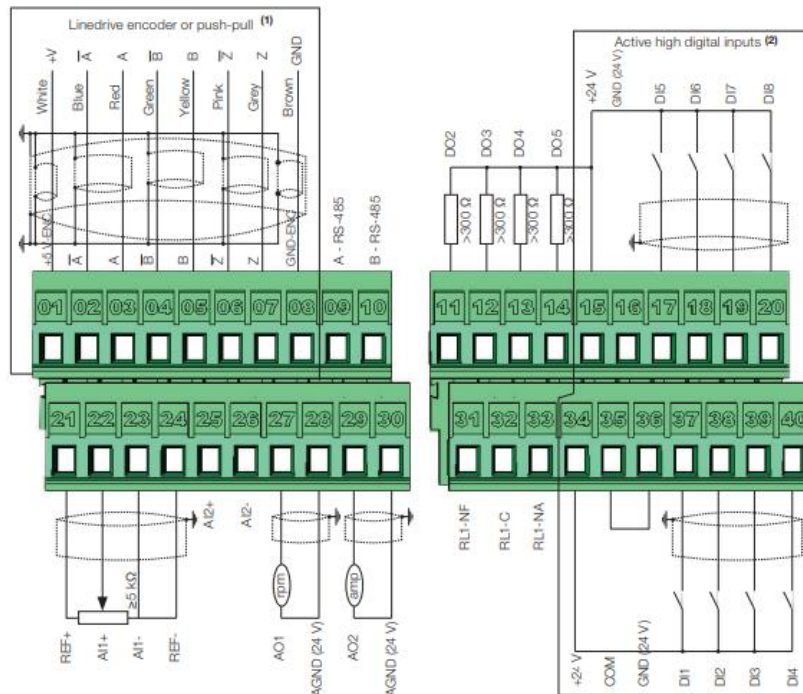 Linedrive encoder or push-pull (1)
White
+V
Blue
A̅
Red
A
Green
B̅
Yellow
B
Pink
Z̅
Grey
Z
Brown
GND
+5 V-ENC
A̅
A
B̅
B
Z̅
Z
GND-ENC
A - RS-485
B - RS-485
01 02 03 04 05 06 07 08 09 10
21 22 23 24 25 26 27 28 29 30
REF+
AI1+
≥5 kΩ
AI1-
REF-
AI2+
AI2-
rpm
AO1
AGND (24 V)
amp
AO2
AGND (24 V)
Active high digital inputs (2)
DO2
DO3
DO4
DO5
+24 V
GND (24 V)
DI5
DI6
DI7
DI8
>300 Ω
>300 Ω
>300 Ω
>300 Ω
11 12 13 14 15 16 17 18 19 20
31 32 33 34 35 36 37 38 39 40
RL1-NF
RL1-C
RL1-NA
+24 V
COM
GND (24 V)
DI1
DI2
DI3
DI4